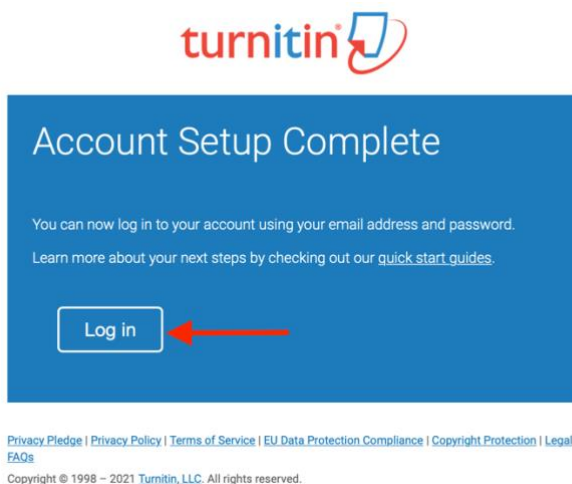 turnitin
Account Setup Complete
You can now log in to your account using your email address and password.
Learn more about your next steps by checking out our quick start guides.
Log in
Privacy Pledge | Privacy Policy | Terms of Service | EU Data Protection Compliance | Copyright Protection | Legal
FAQs
Copyright © 1998 – 2021 Turnitin, LLC. All rights reserved.